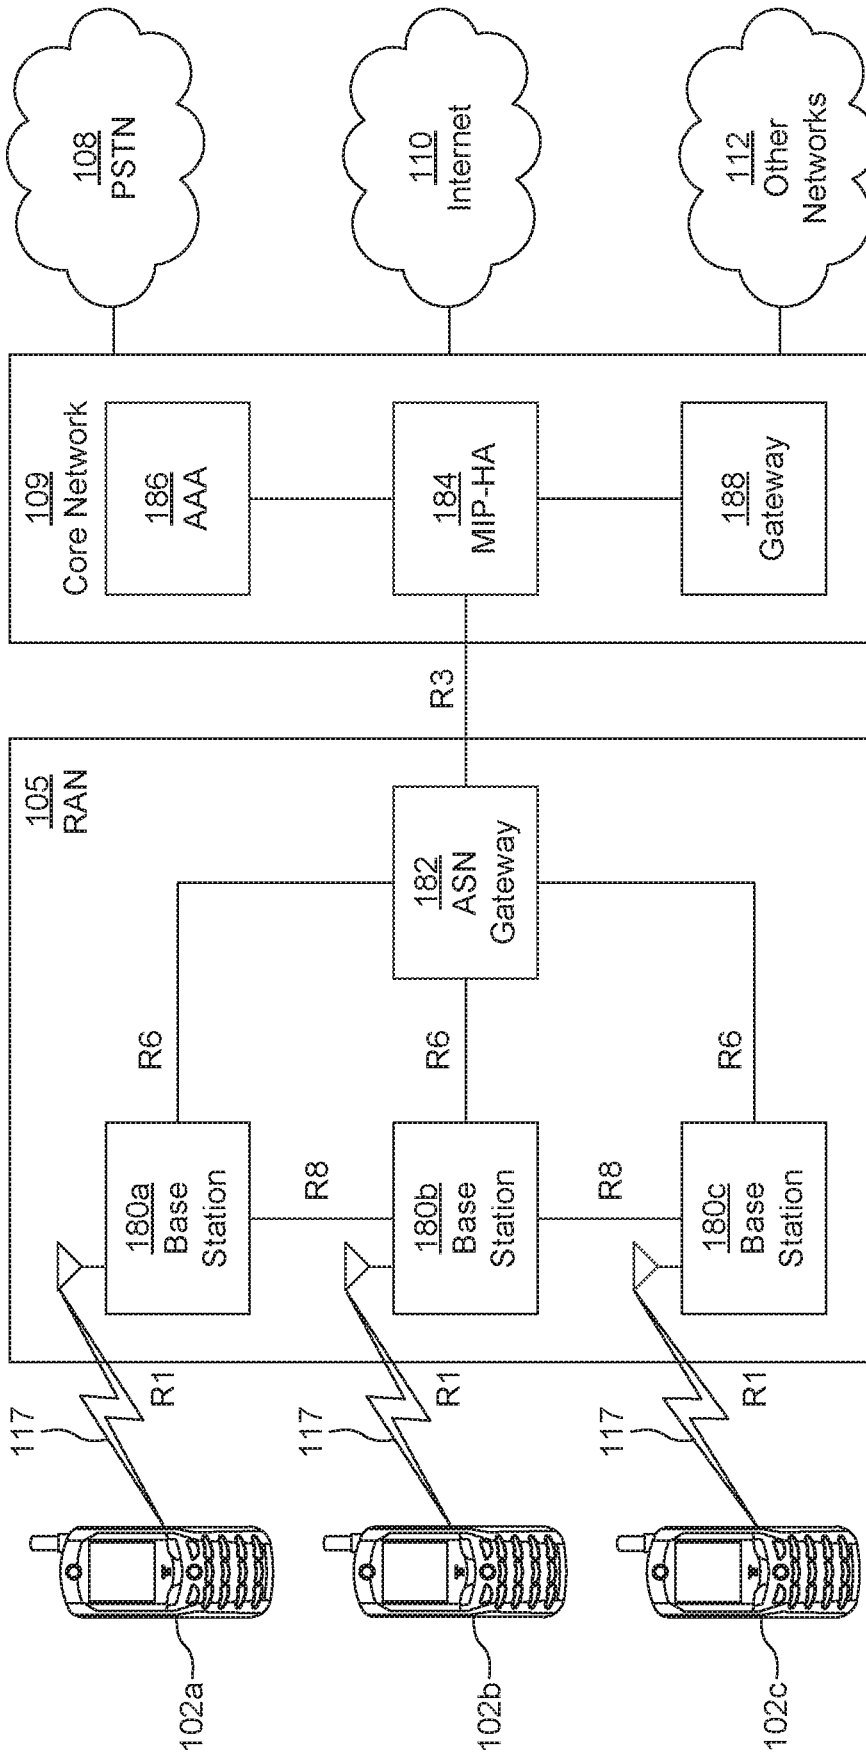 102a
102b
102c
117
117
117
R1
R1
R1
105
RAN
180a
Base
Station
180b
Base
Station
180c
Base
Station
R8
R8
R6
R6
R6
182
ASN
Gateway
R3
109
Core Network
186
AAA
184
MIP-HA
188
Gateway
108
PSTN
110
Internet
112
Other
Networks